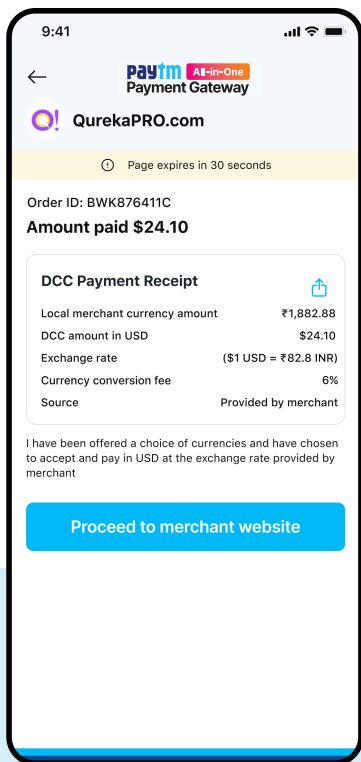 9:41
paytm All-in-One
Payment Gateway
Q! QurekaPRO.com
Page expires in 30 seconds
Order ID: BWK876411C
Amount paid $24.10
DCC Payment Receipt
Local merchant currency amount ₹1,882.88
DCC amount in USD $24.10
Exchange rate ($1 USD = ₹82.8 INR)
Currency conversion fee 6%
Source Provided by merchant
I have been offered a choice of currencies and have chosen
to accept and pay in USD at the exchange rate provided by
merchant
Proceed to merchant website